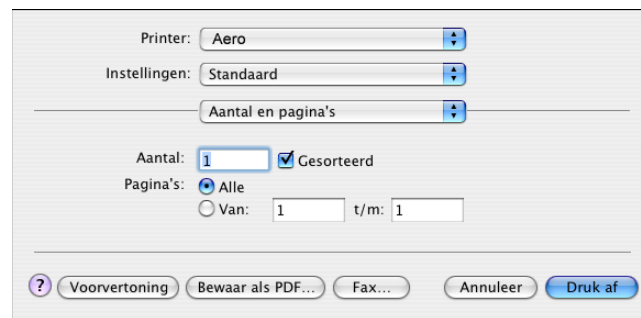 Printer: Aero
Instellingen: Standaard
Aantal en pagina's
Aantal: 1 Gesorteerd
Pagina's: Alle
Van: 1 t/m: 1
? Voorvertoning Bewaar als PDF... Fax... Annuleer Druk af